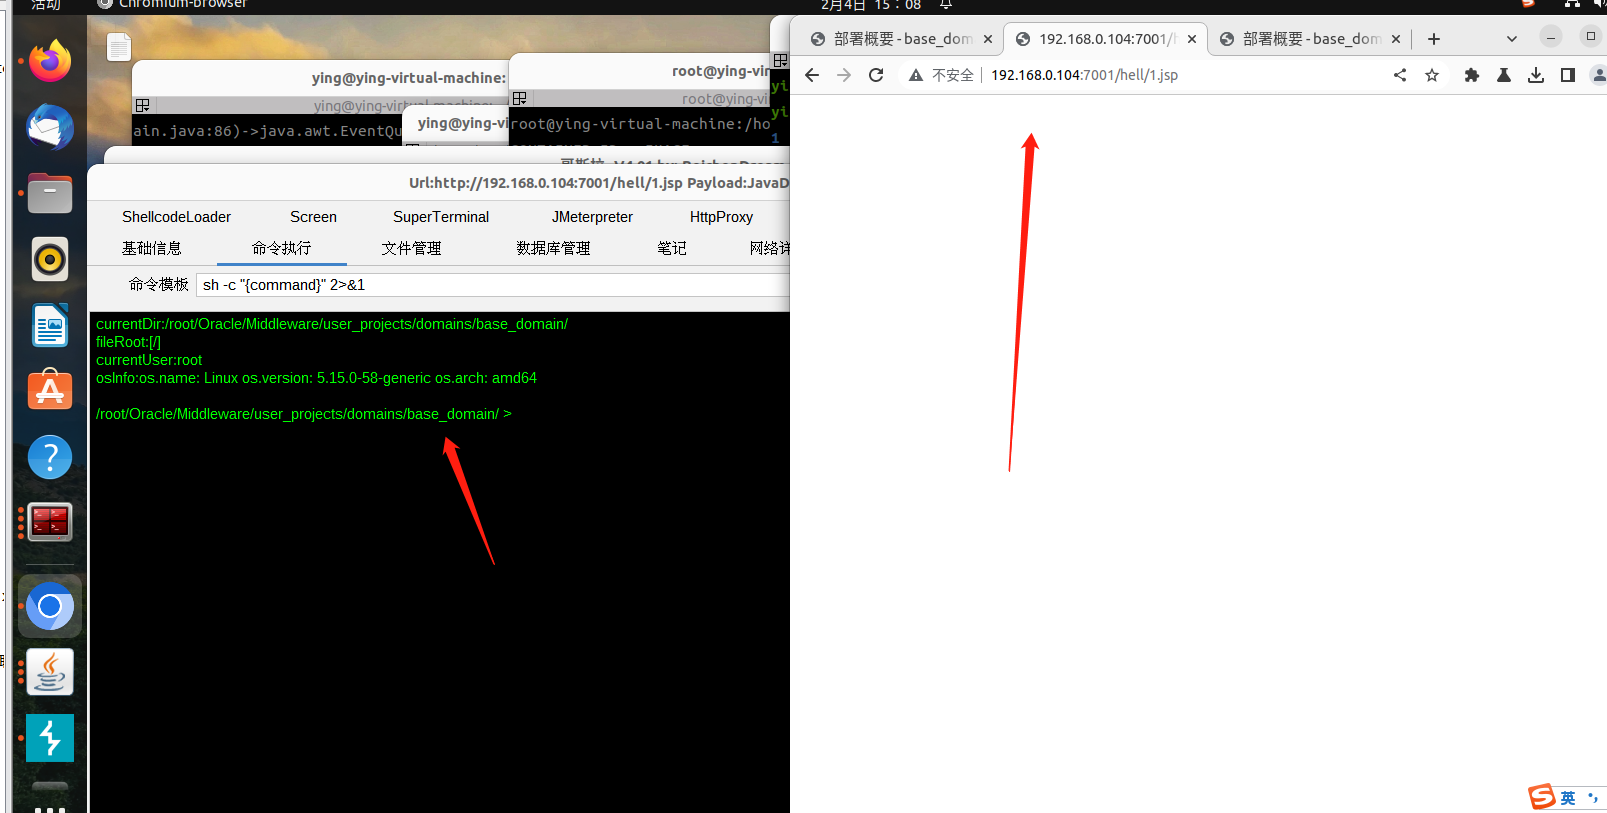 活动
Chromium-browser
2月4日 15：08
部署概要 - base_dom
192.168.0.104:7001/h
部署概要 - base_dom
不安全
192.168.0.104:7001/hell/1.jsp
ying@ying-virtual-machine:
ying@ying-virtual-machine:
ain.java:86)->java.awt.EventQu
ying@ying-vi
root@ying-vi
root@ying-vi
root@ying-virtual-machine:/ho
yi
yi
1
Url:http://192.168.0.104:7001/hell/1.jsp Payload:JavaD
ShellcodeLoader
Screen
SuperTerminal
JMeterpreter
HttpProxy
基础信息
命令执行
文件管理
数据库管理
笔记
网络详
命令模板
sh -c "{command}" 2>&1
currentDir:/root/Oracle/Middleware/user_projects/domains/base_domain/
fileRoot:[/]
currentUser:root
osInfo:os.name: Linux os.version: 5.15.0-58-generic os.arch: amd64
/root/Oracle/Middleware/user_projects/domains/base_domain/ >
英